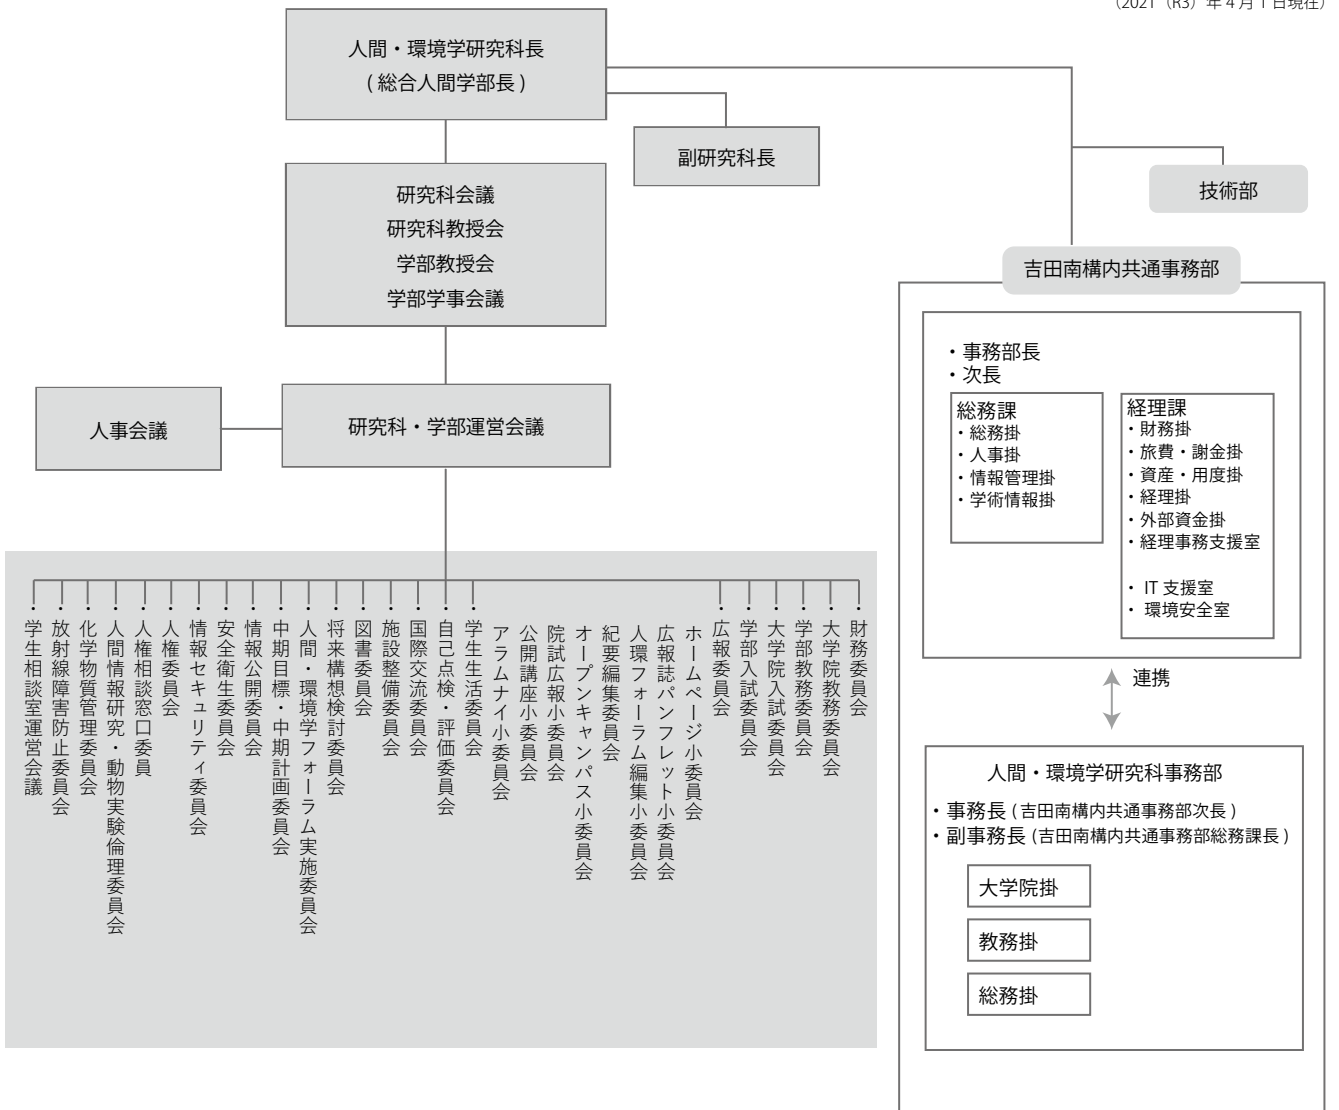 （2021（R3）年 4 月 1 日現在）
人間・環境学研究科長
( 総合人間学部長 )
副研究科長
技術部
研究科会議
研究科教授会
学部教授会
学部学事会議
人事会議
研究科・学部運営会議
・財務委員会
・大学院教務委員会
・学部教務委員会
・大学院入試委員会
・学部入試委員会
・広報委員会
ホームページ小委員会
広報誌パンフレット小委員会
人環フォーラム編集小委員会
紀要編集委員会
オープンキャンパス小委員会
院試広報小委員会
公開講座小委員会
アラムナイ小委員会
・学生生活委員会
・自己点検・評価委員会
・国際交流委員会
・施設整備委員会
・図書委員会
・将来構想検討委員会
・人間・環境学フォーラム実施委員会
・中期目標・中期計画委員会
・情報公開委員会
・安全衛生委員会
・情報セキュリティ委員会
・人権委員会
・人権相談窓口委員
・人間情報研究・動物実験倫理委員会
・化学物質管理委員会
・放射線障害防止委員会
・学生相談室運営会議
吉田南構内共通事務部
・事務部長
・次長
総務課
・総務掛
・人事掛
・情報管理掛
・学術情報掛
経理課
・財務掛
・旅費・謝金掛
・資産・用度掛
・経理掛
・外部資金掛
・経理事務支援室
・IT 支援室
・環境安全室
連携
人間・環境学研究科事務部
・事務長 ( 吉田南構内共通事務部次長 )
・副事務長 ( 吉田南構内共通事務部総務課長 )
大学院掛
教務掛
総務掛